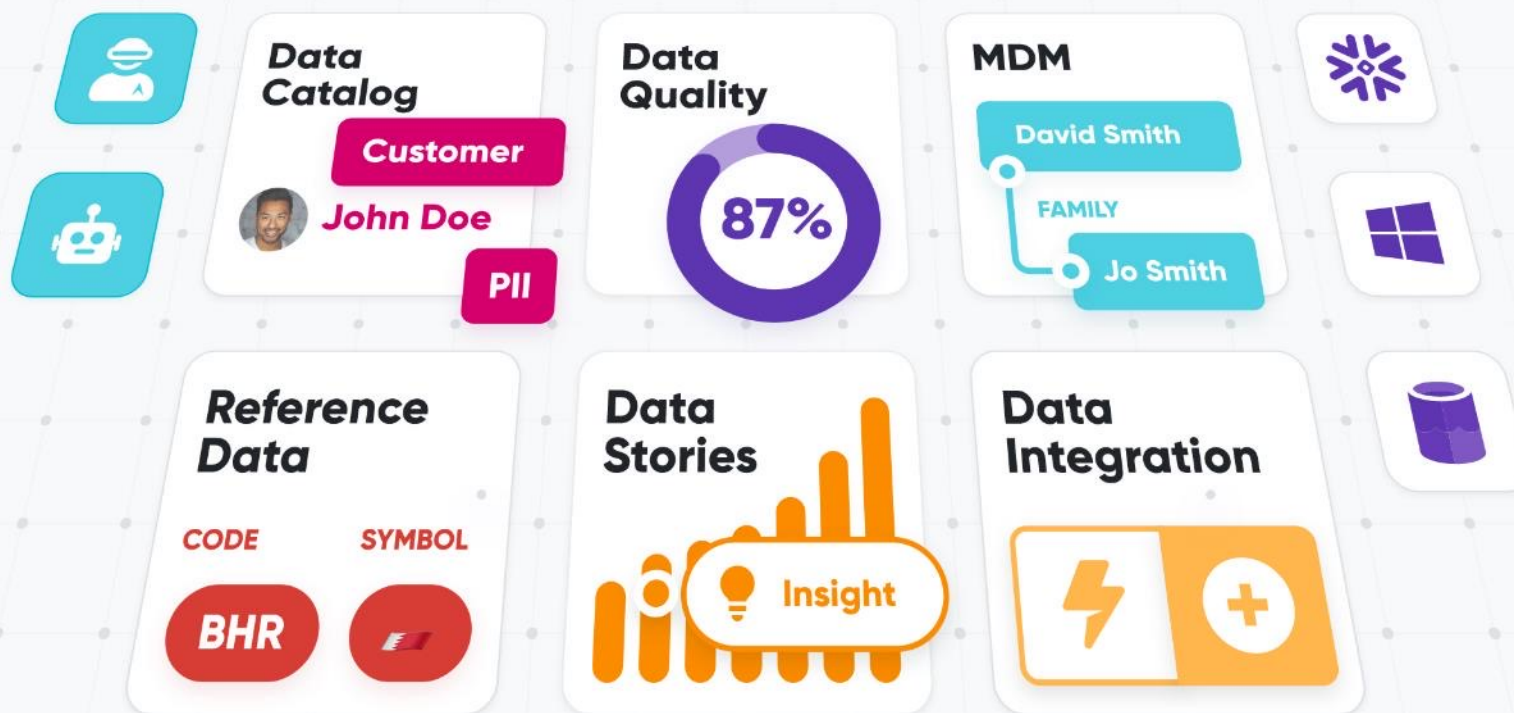 Data
Catalog
Customer
John Doe
PII
Data
Quality
87%
MDM
David Smith
FAMILY
Jo Smith
Reference
Data
CODE
SYMBOL
BHR
Data
Stories
Insight
Data
Integration